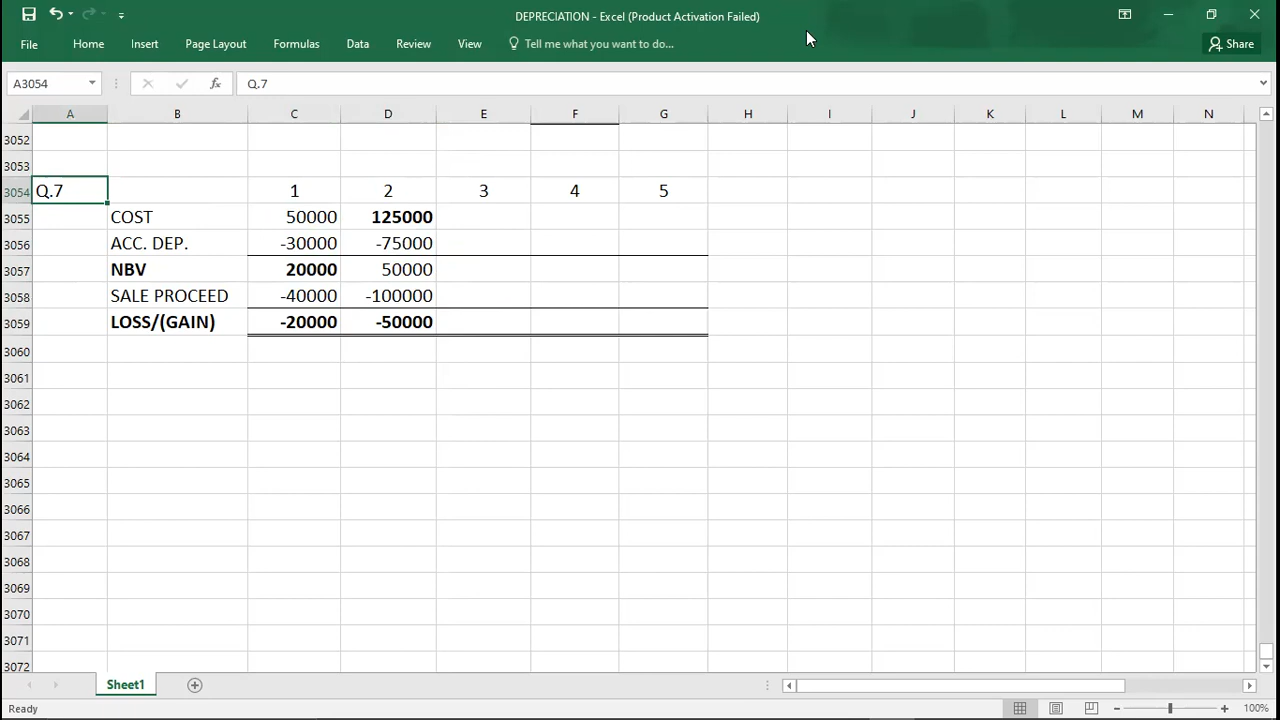 DEPRECIATION - Excel (Product Activation Failed)
File Home Insert Page Layout Formulas Data Review View Tell me what you want to do... Share
A3054 fx Q.7
A B C D E F G H I J K L M N
3052
3053
3054 Q.7 1 2 3 4 5
3055 COST 50000 125000
3056 ACC. DEP. -30000 -75000
3057 NBV 20000 50000
3058 SALE PROCEED -40000 -100000
3059 LOSS/(GAIN) -20000 -50000
3060
3061
3062
3063
3064
3065
3066
3067
3068
3069
3070
3071
3072
Sheet1
Ready 100%